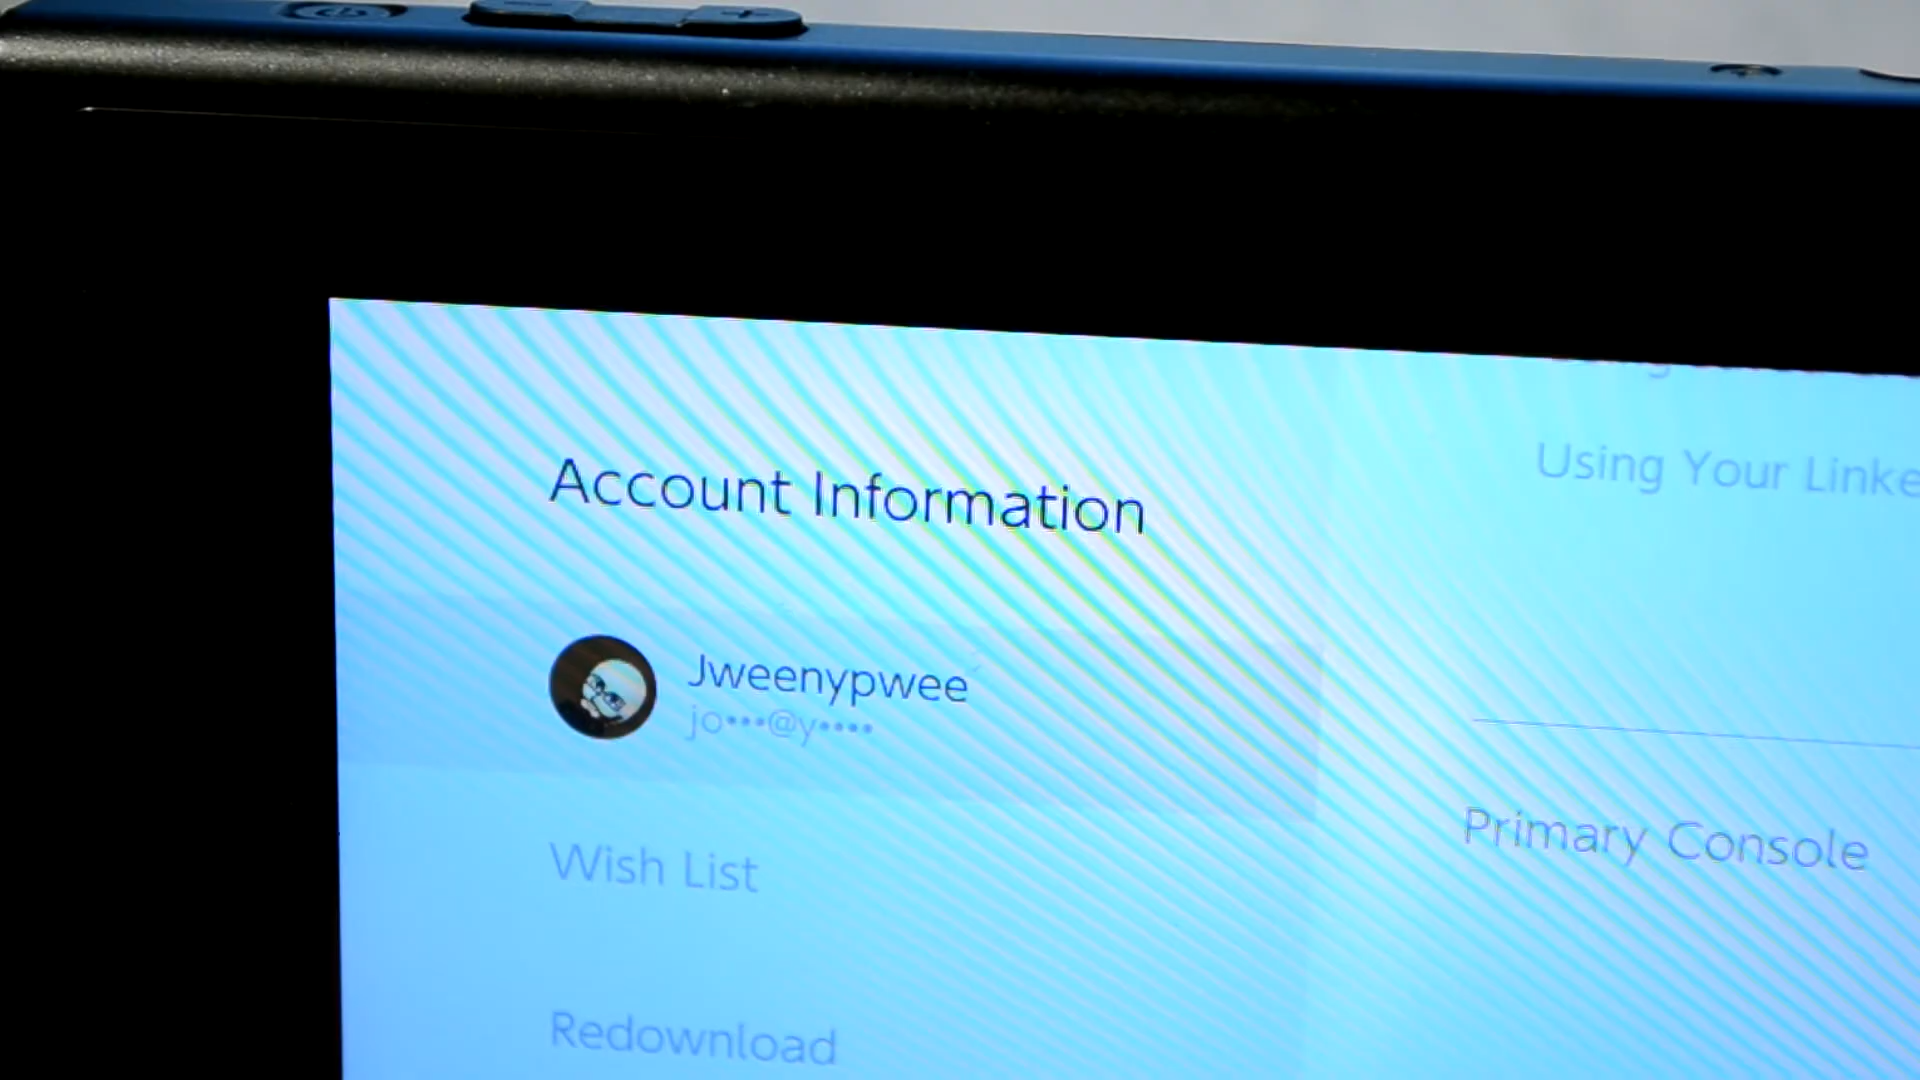 Account Information
Jweenypwee
jo•••@y••••
Wish List
Redownload
Using Your Linke
Primary Console